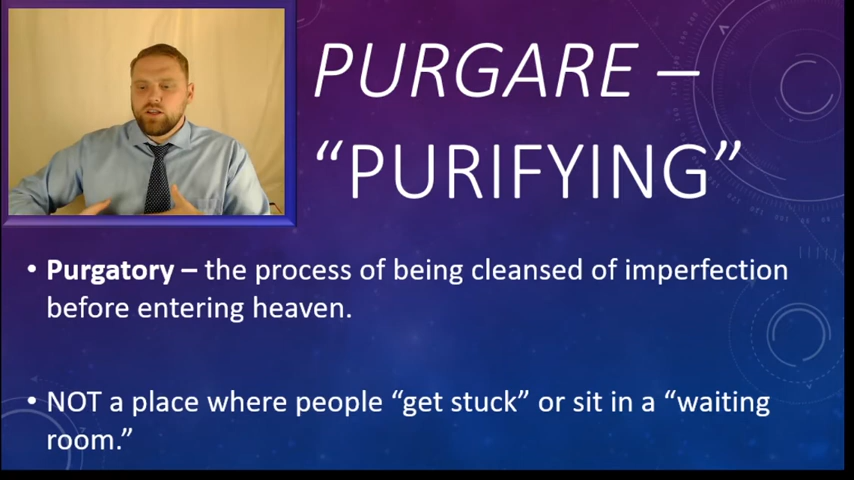 PURGARE –
“PURIFYING”
• Purgatory – the process of being cleansed of imperfection
before entering heaven.
• NOT a place where people “get stuck” or sit in a “waiting
room.”